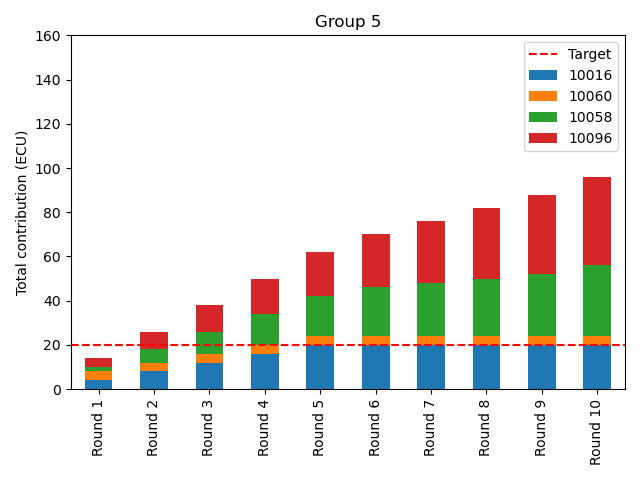 Group 5
Total contribution (ECU)
160
140
120
100
80
60
40
20
0
Target
10016
10060
10058
10096
Round 1
Round 2
Round 3
Round 4
Round 5
Round 6
Round 7
Round 8
Round 9
Round 10